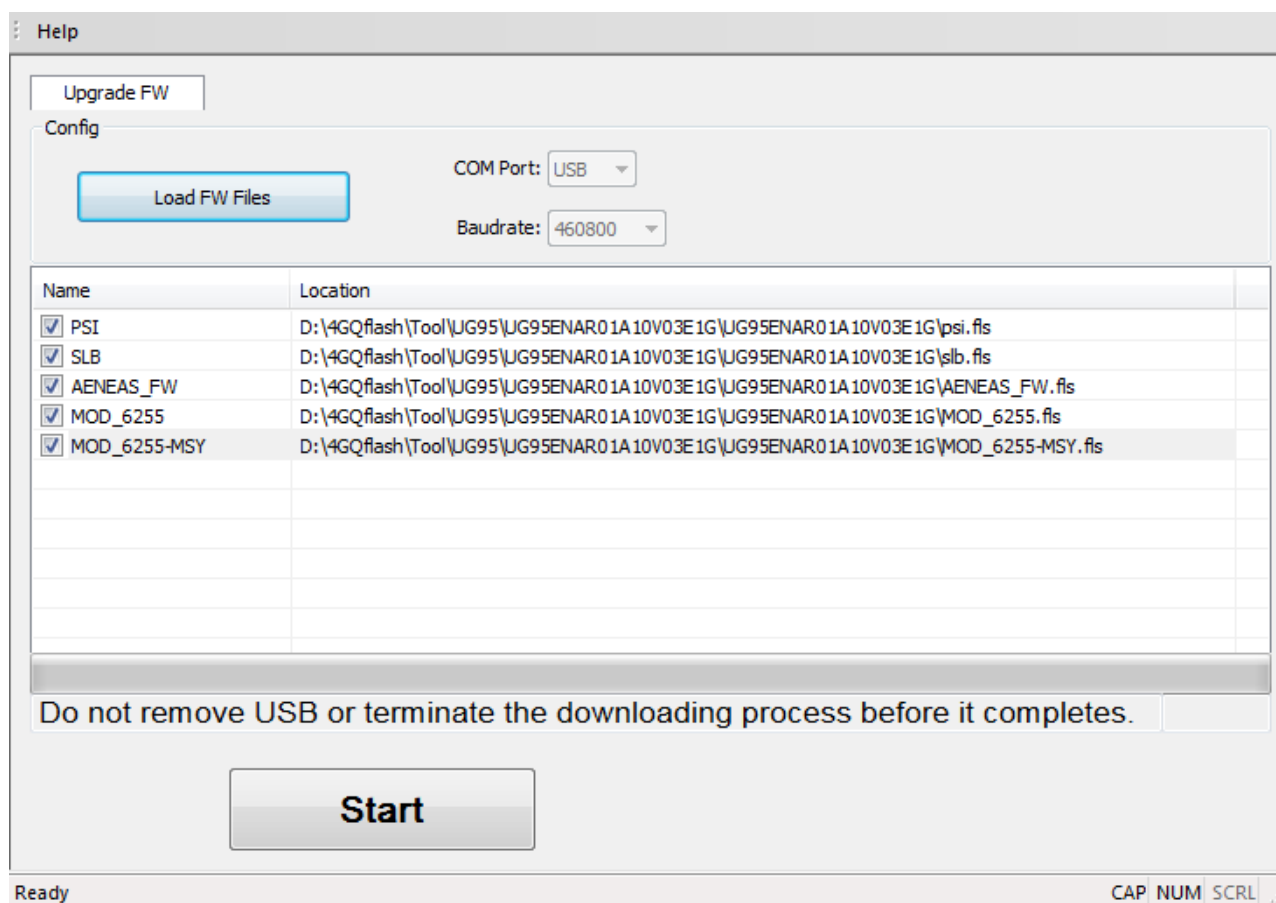 Help
Upgrade FW
Config
Load FW Files
COM Port: USB
Baudrate: 460800
Name Location
PSI D:\4GQflash\Tool\UG95\UG95ENAR01A10V03E1G\UG95ENAR01A10V03E1G\psi.fls
SLB D:\4GQflash\Tool\UG95\UG95ENAR01A10V03E1G\UG95ENAR01A10V03E1G\slb.fls
AENEAS_FW D:\4GQflash\Tool\UG95\UG95ENAR01A10V03E1G\UG95ENAR01A10V03E1G\AENEAS_FW.fls
MOD_6255 D:\4GQflash\Tool\UG95\UG95ENAR01A10V03E1G\UG95ENAR01A10V03E1G\MOD_6255.fls
MOD_6255-MSY D:\4GQflash\Tool\UG95\UG95ENAR01A10V03E1G\UG95ENAR01A10V03E1G\MOD_6255-MSY.fls
Do not remove USB or terminate the downloading process before it completes.
Start
Ready CAP NUM SCRL